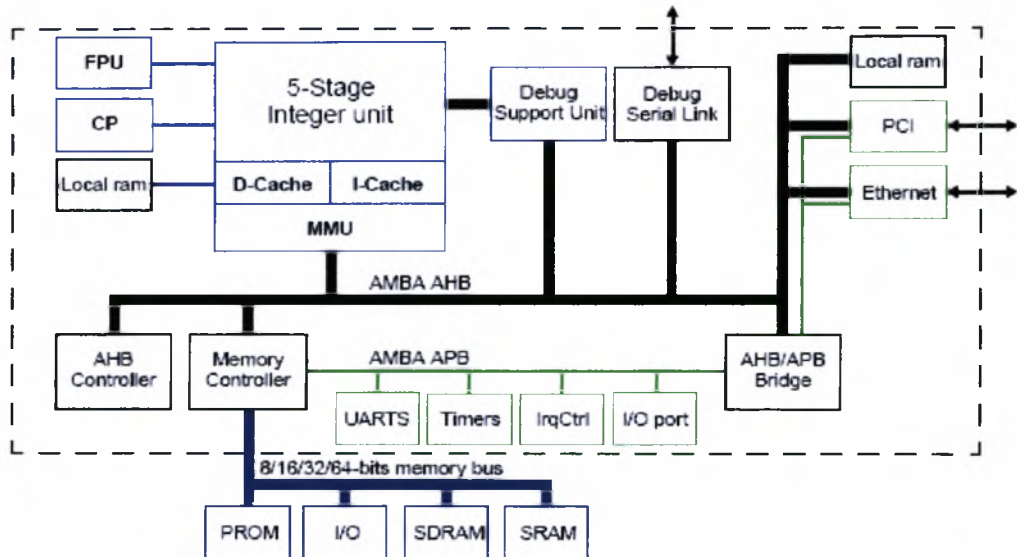 FPU
CP
Local ram
5-Stage
Integer unit
D-Cache
I-Cache
MMU
Debug
Support Unit
Debug
Serial Link
Local ram
PCI
Ethernet
AMBA AHB
AHB
Controller
Memory
Controller
AMBA APB
AHB/APB
Bridge
UARTS
Timers
IrqCtrl
I/O port
8/16/32/64-bits memory bus
PROM
I/O
SDRAM
SRAM